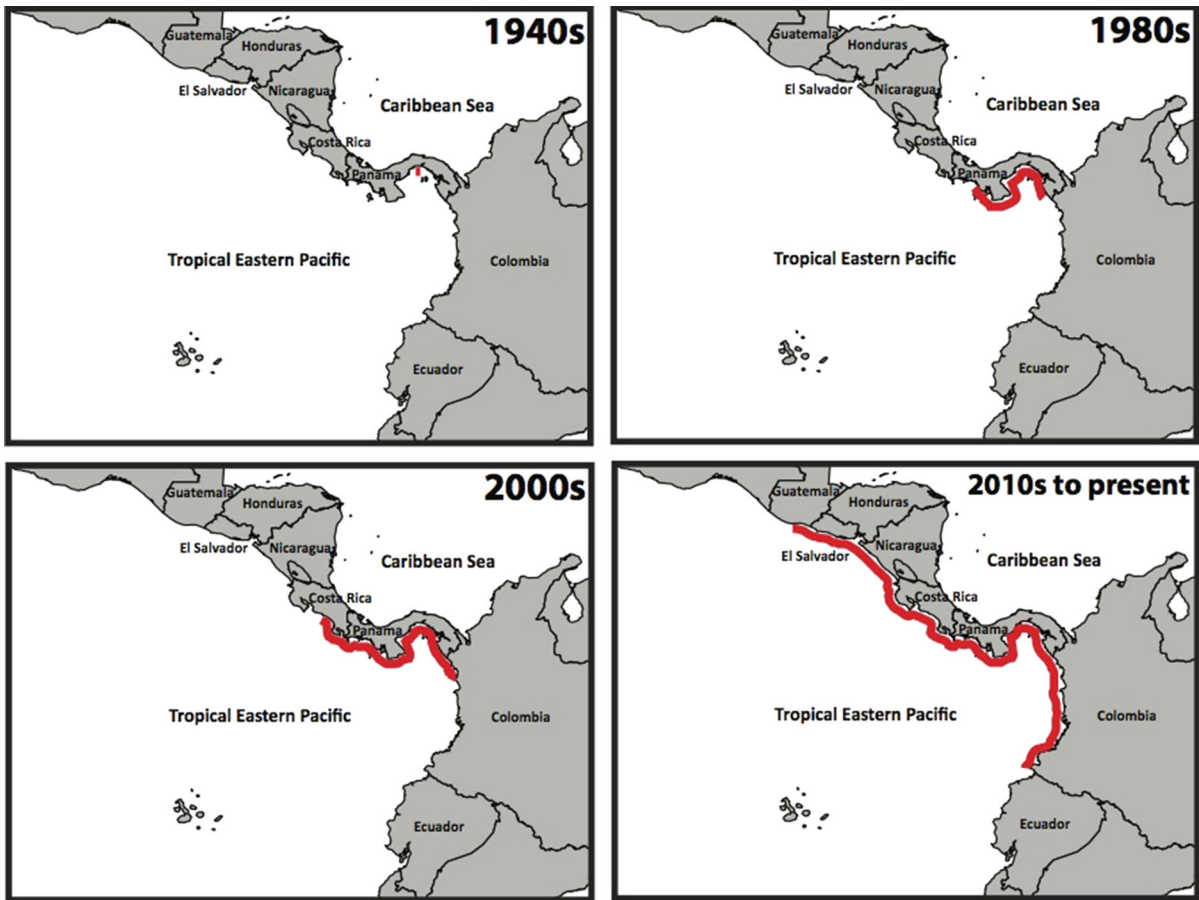 1940s
Guatemala
Honduras
El Salvador
Nicaragua
Caribbean Sea
Costa Rica
Panama
Tropical Eastern Pacific
Colombia
Ecuador
1980s
Guatemala
Honduras
El Salvador
Nicaragua
Caribbean Sea
Costa Rica
Panama
Tropical Eastern Pacific
Colombia
Ecuador
2000s
Guatemala
Honduras
El Salvador
Nicaragua
Caribbean Sea
Costa Rica
Panama
Tropical Eastern Pacific
Colombia
Ecuador
2010s to present
Guatemala
Honduras
El Salvador
Nicaragua
Caribbean Sea
Costa Rica
Panama
Tropical Eastern Pacific
Colombia
Ecuador